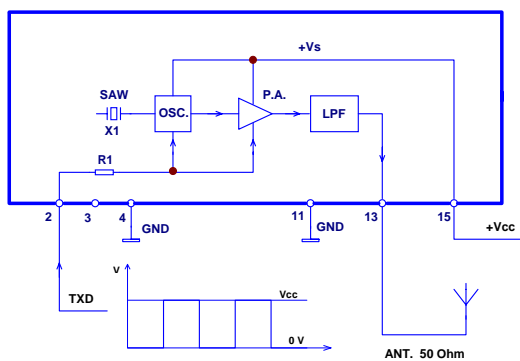 +Vs
SAW
P.A.
OSC.
LPF
X1
R1
2
3
4
11
13
15
GND
GND
+Vcc
V
TXD
Vcc
0 V
ANT. 50 Ohm